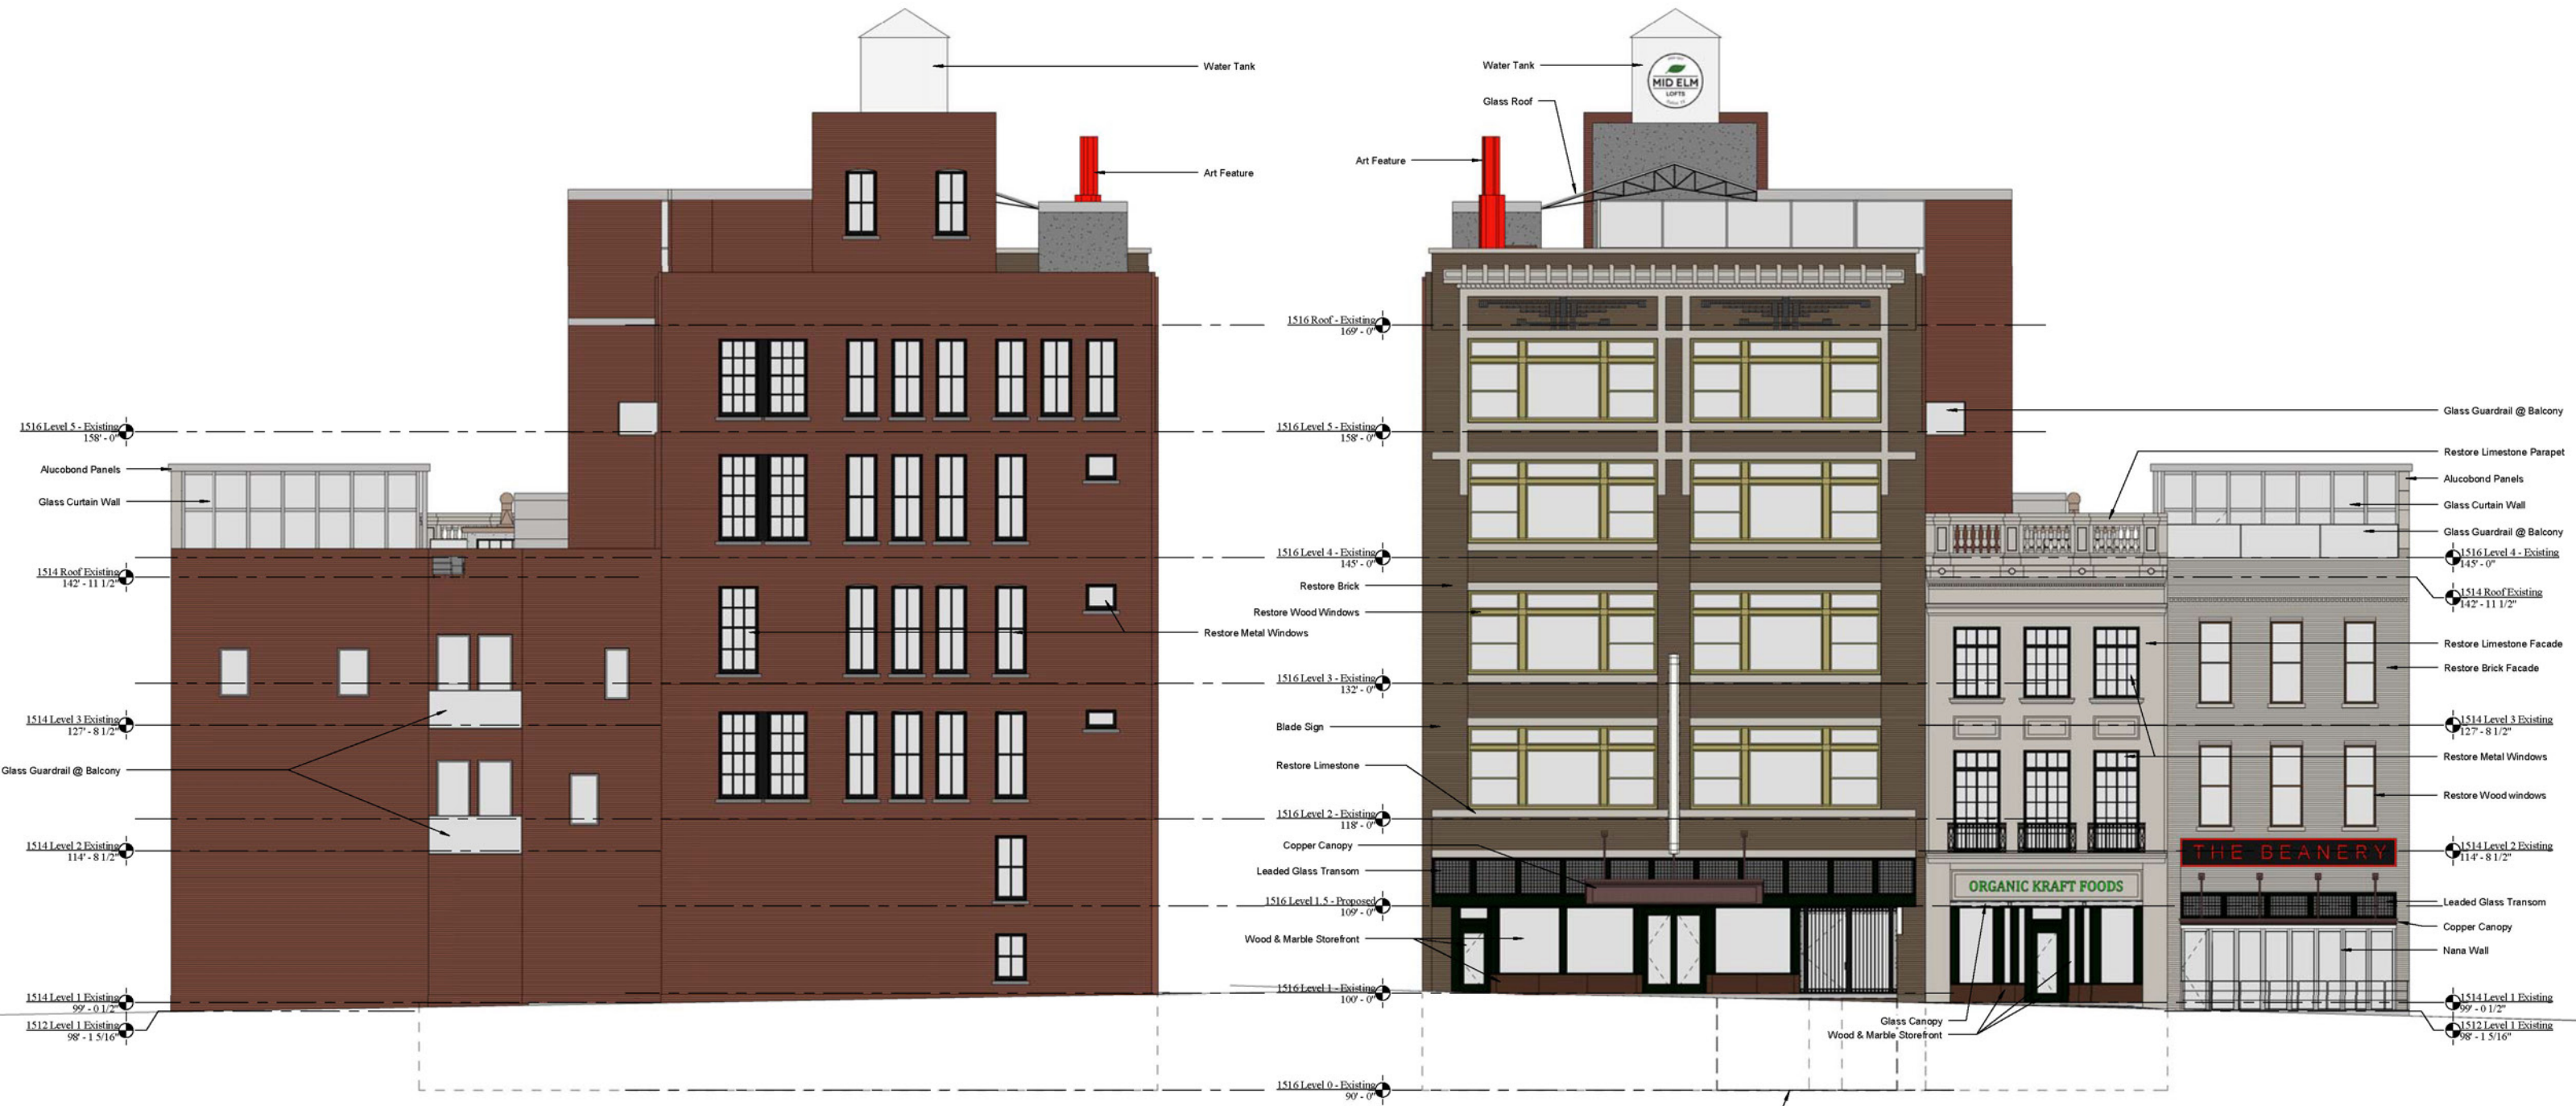 Water Tank
Art Feature
1516 Level 5 - Existing
158' - 0"
Alucobond Panels
Glass Curtain Wall
1514 Roof Existing
142' - 11 1/2"
Restore Metal Windows
1514 Level 3 Existing
127' - 8 1/2"
Glass Guardrail @ Balcony
1514 Level 2 Existing
114' - 8 1/2"
1514 Level 1 Existing
99' - 0 1/2"
1512 Level 1 Existing
98' - 1 5/16"
Water Tank
MID ELM
LOFTS
Glass Roof
Art Feature
1516 Roof - Existing
169' - 0"
1516 Level 5 - Existing
158' - 0"
1516 Level 4 - Existing
145' - 0"
Restore Brick
Restore Wood Windows
1516 Level 3 - Existing
132' - 0"
Blade Sign
Restore Limestone
1516 Level 2 - Existing
118' - 0"
Copper Canopy
Leaded Glass Transom
1516 Level 1.5 - Proposed
109' - 0"
Wood & Marble Storefront
1516 Level 1 - Existing
100' - 0"
1516 Level 0 - Existing
90' - 0"
Glass Canopy
Wood & Marble Storefront
ORGANIC KRAFT FOODS
THE BEANERY
Glass Guardrail @ Balcony
Restore Limestone Parapet
Alucobond Panels
Glass Curtain Wall
Glass Guardrail @ Balcony
1516 Level 4 - Existing
145' - 0"
1514 Roof Existing
142' - 11 1/2"
Restore Limestone Facade
Restore Brick Facade
1514 Level 3 Existing
127' - 8 1/2"
Restore Metal Windows
Restore Wood windows
1514 Level 2 Existing
114' - 8 1/2"
Leaded Glass Transom
Copper Canopy
Nana Wall
1514 Level 1 Existing
99' - 0 1/2"
1512 Level 1 Existing
98' - 1 5/16"